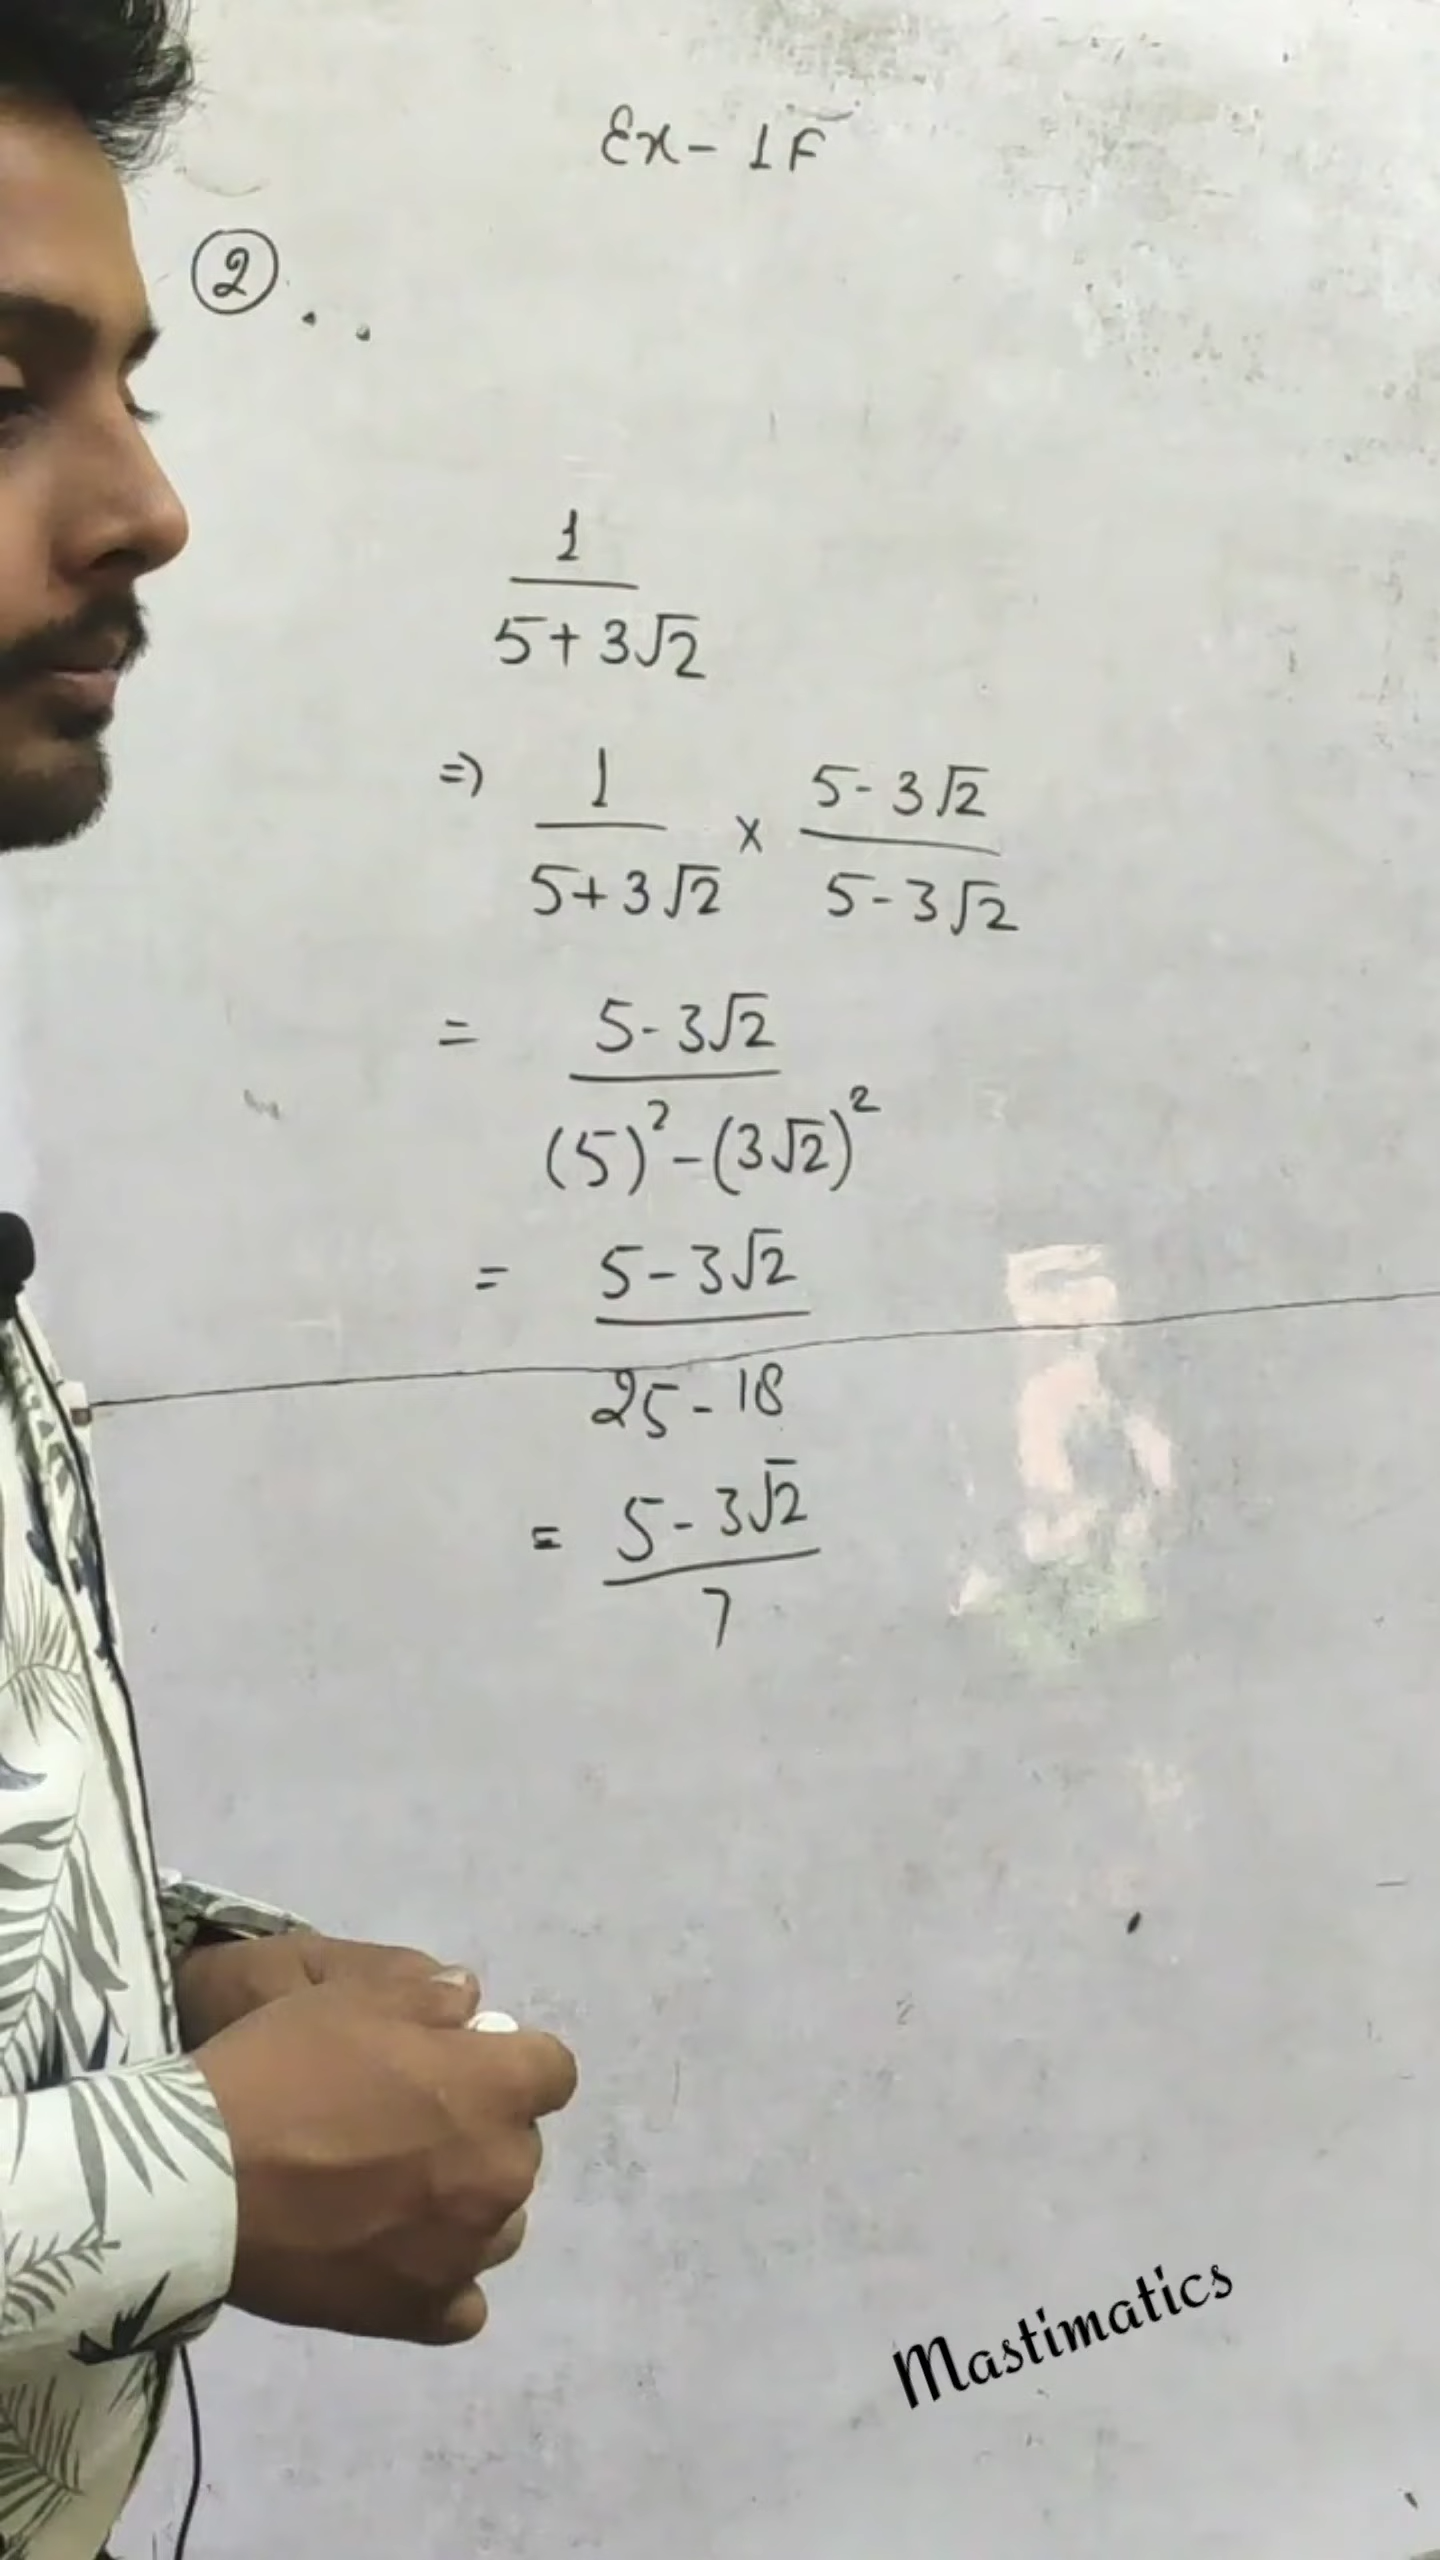 Ex - 1F
② . .
1
5 + 3√2
⇒ 1 × 5 - 3√2
5 + 3√2 5 - 3√2
= 5 - 3√2
(5)² - (3√2)²
= 5 - 3√2
25 - 18
= 5 - 3√2
7
Mastimatics